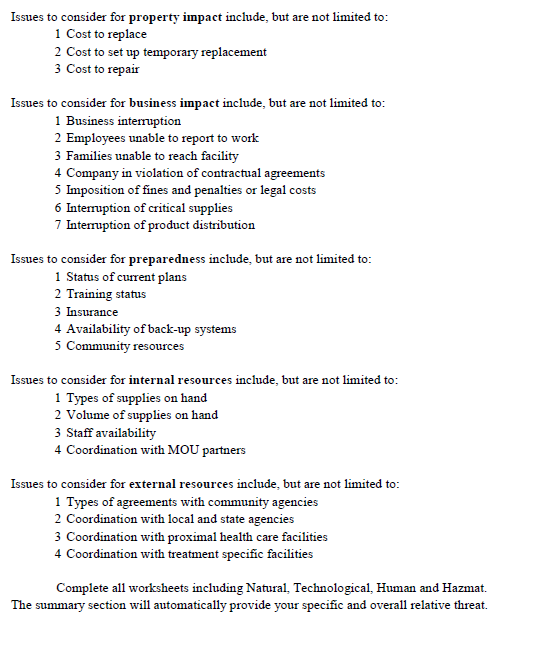 Issues to consider for property impact include, but are not limited to:
1 Cost to replace
2 Cost to set up temporary replacement
3 Cost to repair
Issues to consider for business impact include, but are not limited to:
1 Business interruption
2 Employees unable to report to work
3 Families unable to reach facility
4 Company in violation of contractual agreements
5 Imposition of fines and penalties or legal costs
6 Interruption of critical supplies
7 Interruption of product distribution
Issues to consider for preparedness include, but are not limited to:
1 Status of current plans
2 Training status
3 Insurance
4 Availability of back-up systems
5 Community resources
Issues to consider for internal resources include, but are not limited to:
1 Types of supplies on hand
2 Volume of supplies on hand
3 Staff availability
4 Coordination with MOU partners
Issues to consider for external resources include, but are not limited to:
1 Types of agreements with community agencies
2 Coordination with local and state agencies
3 Coordination with proximal health care facilities
4 Coordination with treatment specific facilities
Complete all worksheets including Natural, Technological, Human and Hazmat.
The summary section will automatically provide your specific and overall relative threat.